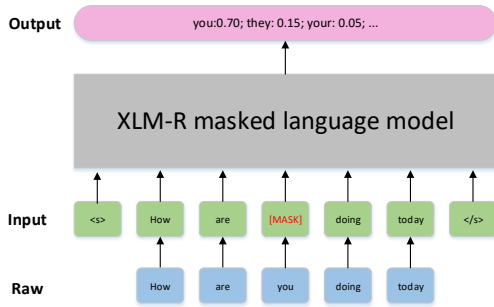 Output you:0.70; they: 0.15; your: 0.05; ...
XLM-R masked language model
Input <s> How are [MASK] doing today </s>
Raw How are you doing today